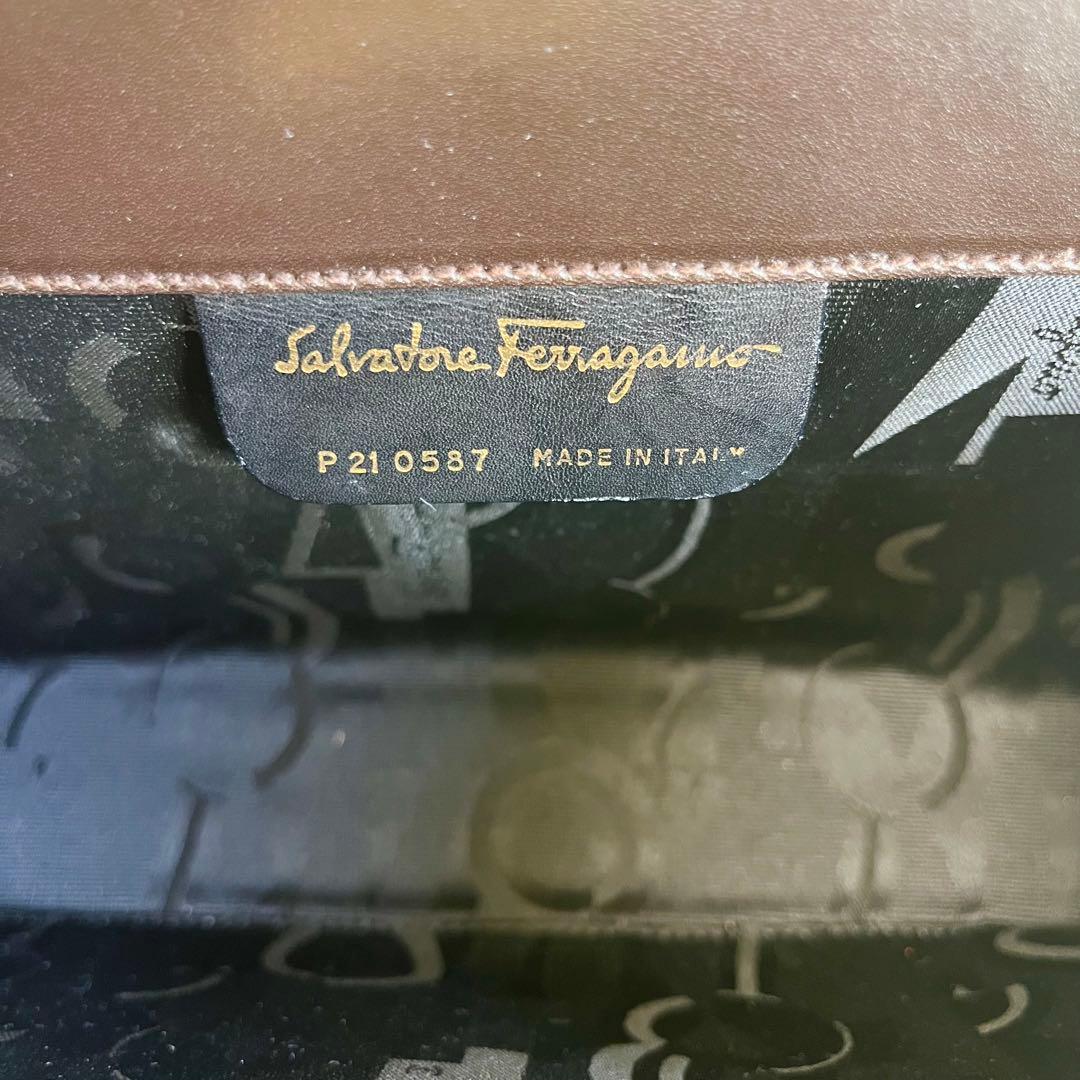 Salvatore Ferragamo
P21 0587 MADE IN ITALY